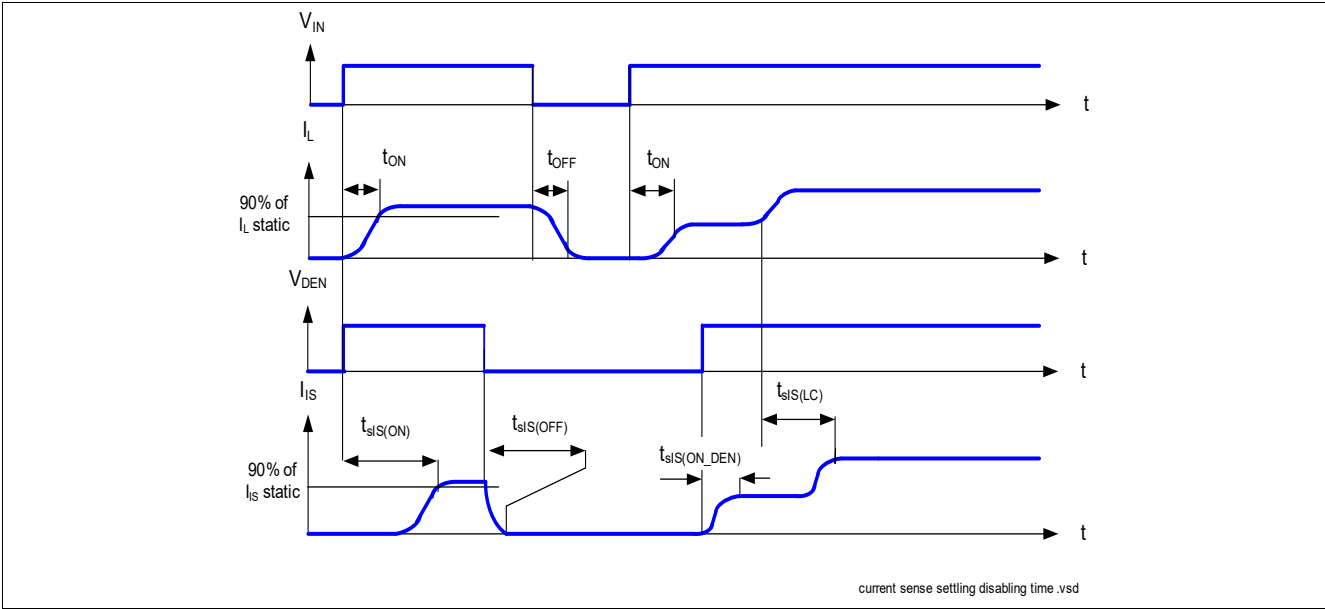 V_IN
t
I_L
t_ON
t_OFF
t_ON
90% of
I_L static
t
V_DEN
t
I_IS
t_sIS(ON)
t_sIS(OFF)
t_sIS(ON_DEN)
t_sIS(LC)
90% of
I_IS static
t
current sense settling disabling time .vsd